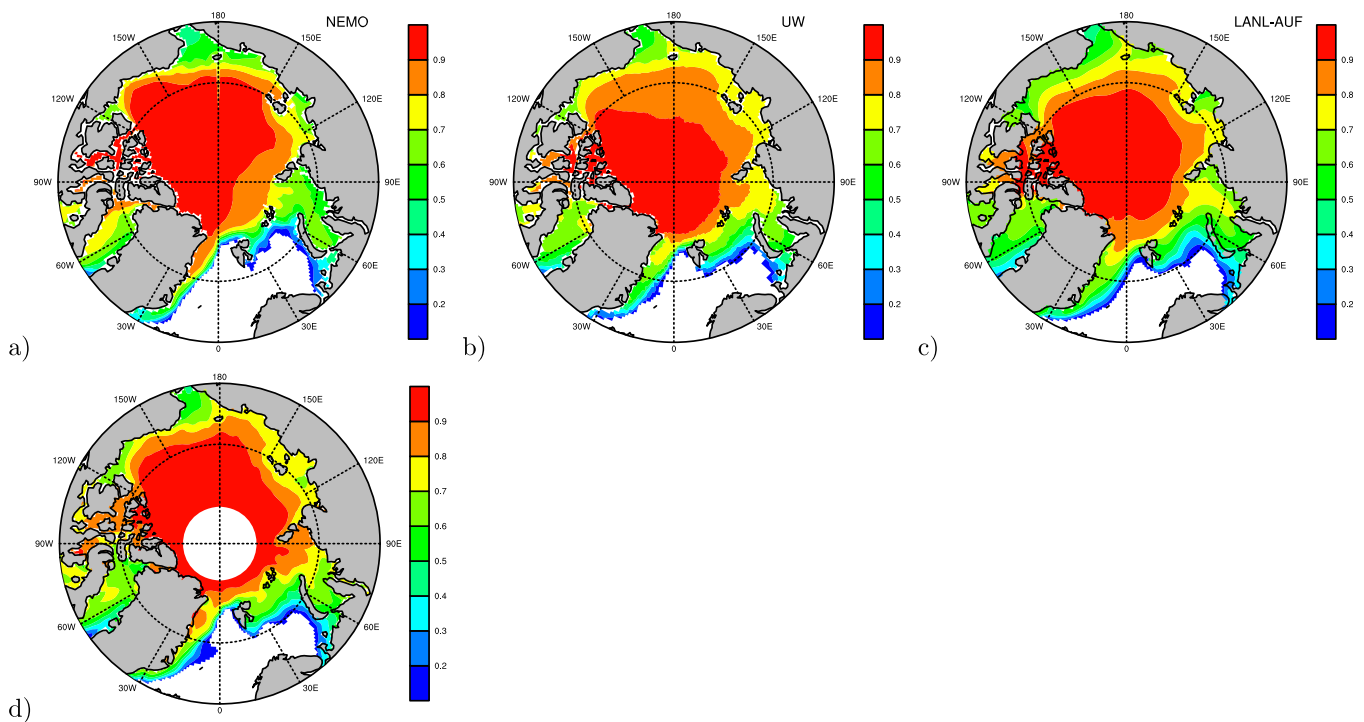 NEMO
180
150W
150E
120W
120E
90W
90E
60W
60E
30W
30E
0
0.9
0.8
0.7
0.6
0.5
0.4
0.3
0.2
a)
UW
180
150W
150E
120W
120E
90W
90E
60W
60E
30W
30E
0
0.9
0.8
0.7
0.6
0.5
0.4
0.3
0.2
b)
LANL-AUF
180
150W
150E
120W
120E
90W
90E
60W
60E
30W
30E
0
0.9
0.8
0.7
0.6
0.5
0.4
0.3
0.2
c)
180
150W
150E
120W
120E
90W
90E
60W
60E
30W
30E
0
0.9
0.8
0.7
0.6
0.5
0.4
0.3
0.2
d)